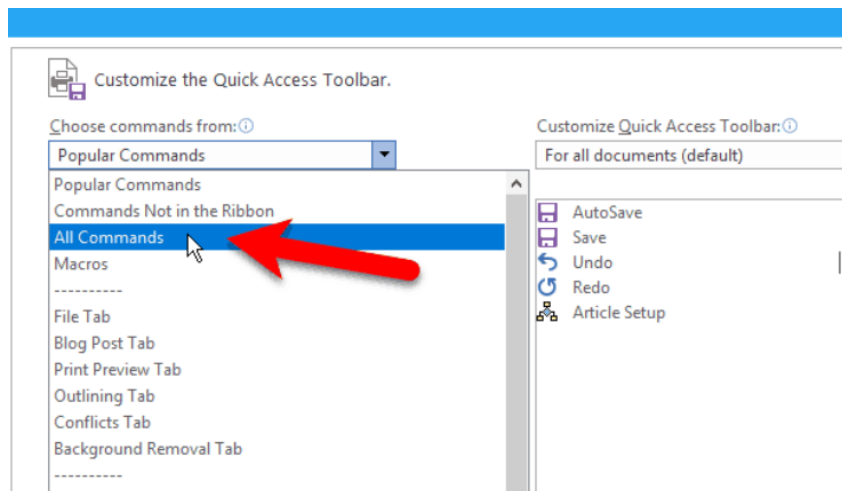 Customize the Quick Access Toolbar.
Choose commands from:
Popular Commands
Popular Commands
Commands Not in the Ribbon
All Commands
Macros
----------
File Tab
Blog Post Tab
Print Preview Tab
Outlining Tab
Conflicts Tab
Background Removal Tab
----------
Customize Quick Access Toolbar:
For all documents (default)
AutoSave
Save
Undo
Redo
Article Setup